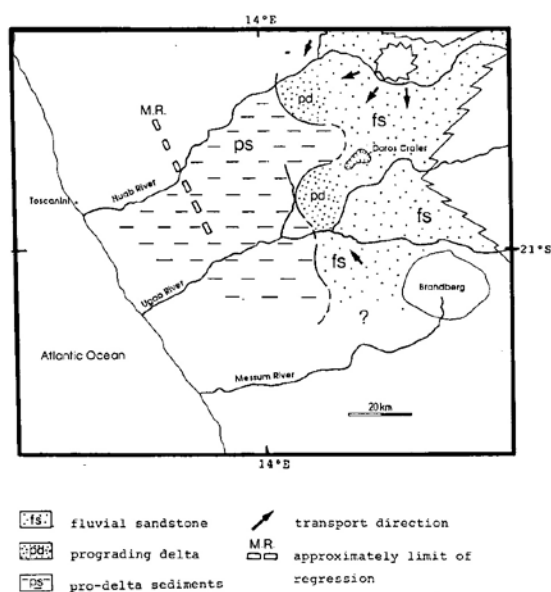 14°E
M.R.
pd
fs
ps
Doros Crater
Huab River
Toscanini
pd
fs
fs
21°S
Ugab River
Brandberg
?
Atlantic Ocean
Messum River
20km
14°E
fs fluvial sandstone
transport direction
pd prograding delta
M.R. approximately limit of
regression
ps pro-delta sediments